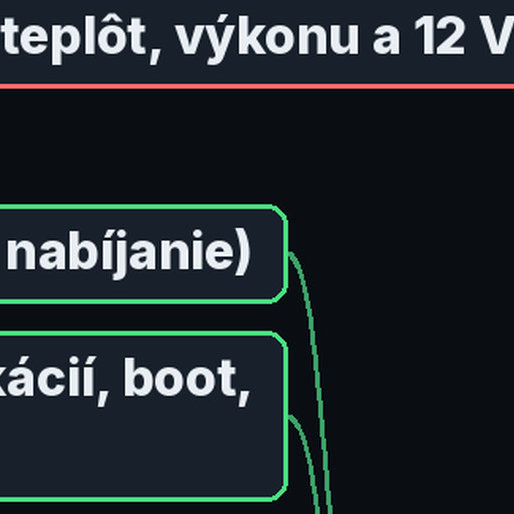 teplôt, výkonu a 12 V
nabíjanie)
kácií, boot,